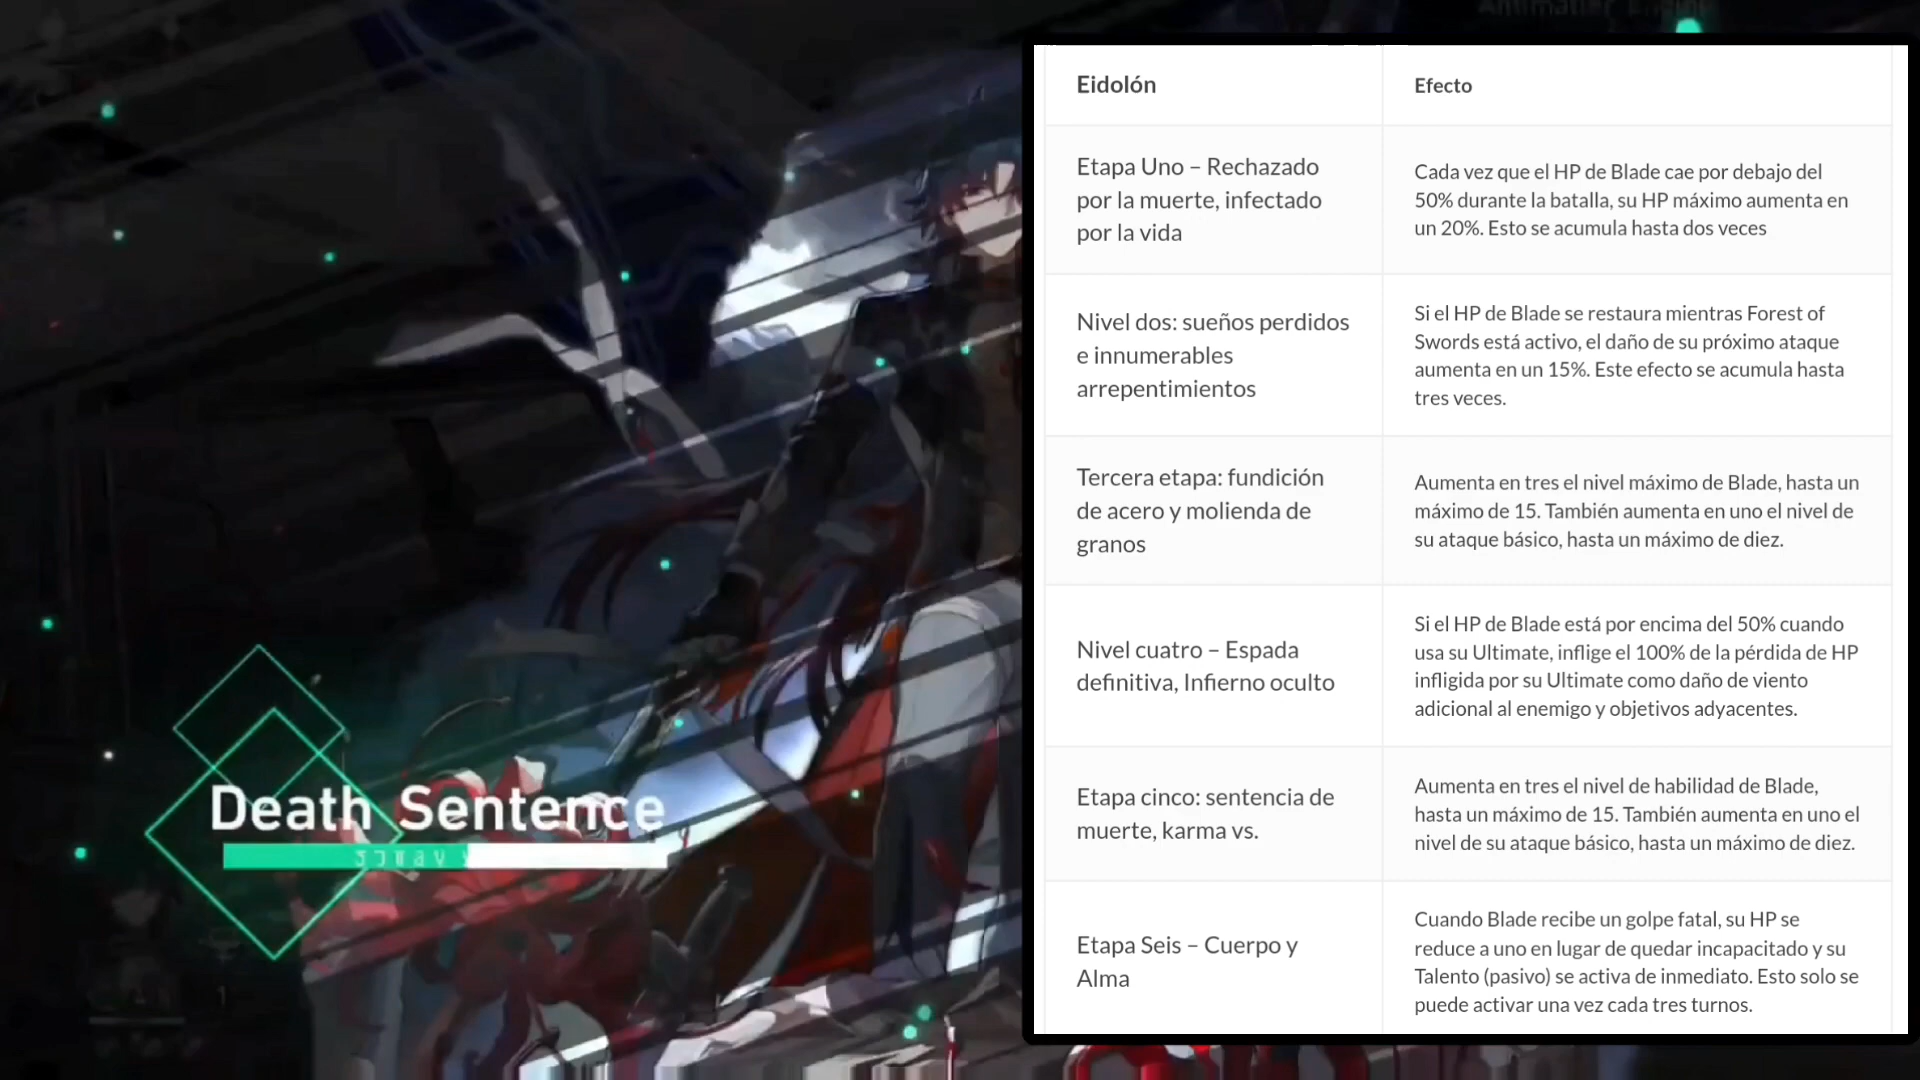 Death Sentence
Eidolón
Efecto
Etapa Uno – Rechazado
por la muerte, infectado
por la vida
Cada vez que el HP de Blade cae por debajo del
50% durante la batalla, su HP máximo aumenta en
un 20%. Esto se acumula hasta dos veces
Nivel dos: sueños perdidos
e innumerables
arrepentimientos
Si el HP de Blade se restaura mientras Forest of
Swords está activo, el daño de su próximo ataque
aumenta en un 15%. Este efecto se acumula hasta
tres veces.
Tercera etapa: fundición
de acero y molienda de
granos
Aumenta en tres el nivel máximo de Blade, hasta un
máximo de 15. También aumenta en uno el nivel de
su ataque básico, hasta un máximo de diez.
Nivel cuatro – Espada
definitiva, Infierno oculto
Si el HP de Blade está por encima del 50% cuando
usa su Ultimate, inflige el 100% de la pérdida de HP
infligida por su Ultimate como daño de viento
adicional al enemigo y objetivos adyacentes.
Etapa cinco: sentencia de
muerte, karma vs.
Aumenta en tres el nivel de habilidad de Blade,
hasta un máximo de 15. También aumenta en uno el
nivel de su ataque básico, hasta un máximo de diez.
Etapa Seis – Cuerpo y
Alma
Cuando Blade recibe un golpe fatal, su HP se
reduce a uno en lugar de quedar incapacitado y su
Talento (pasivo) se activa de inmediato. Esto solo se
puede activar una vez cada tres turnos.